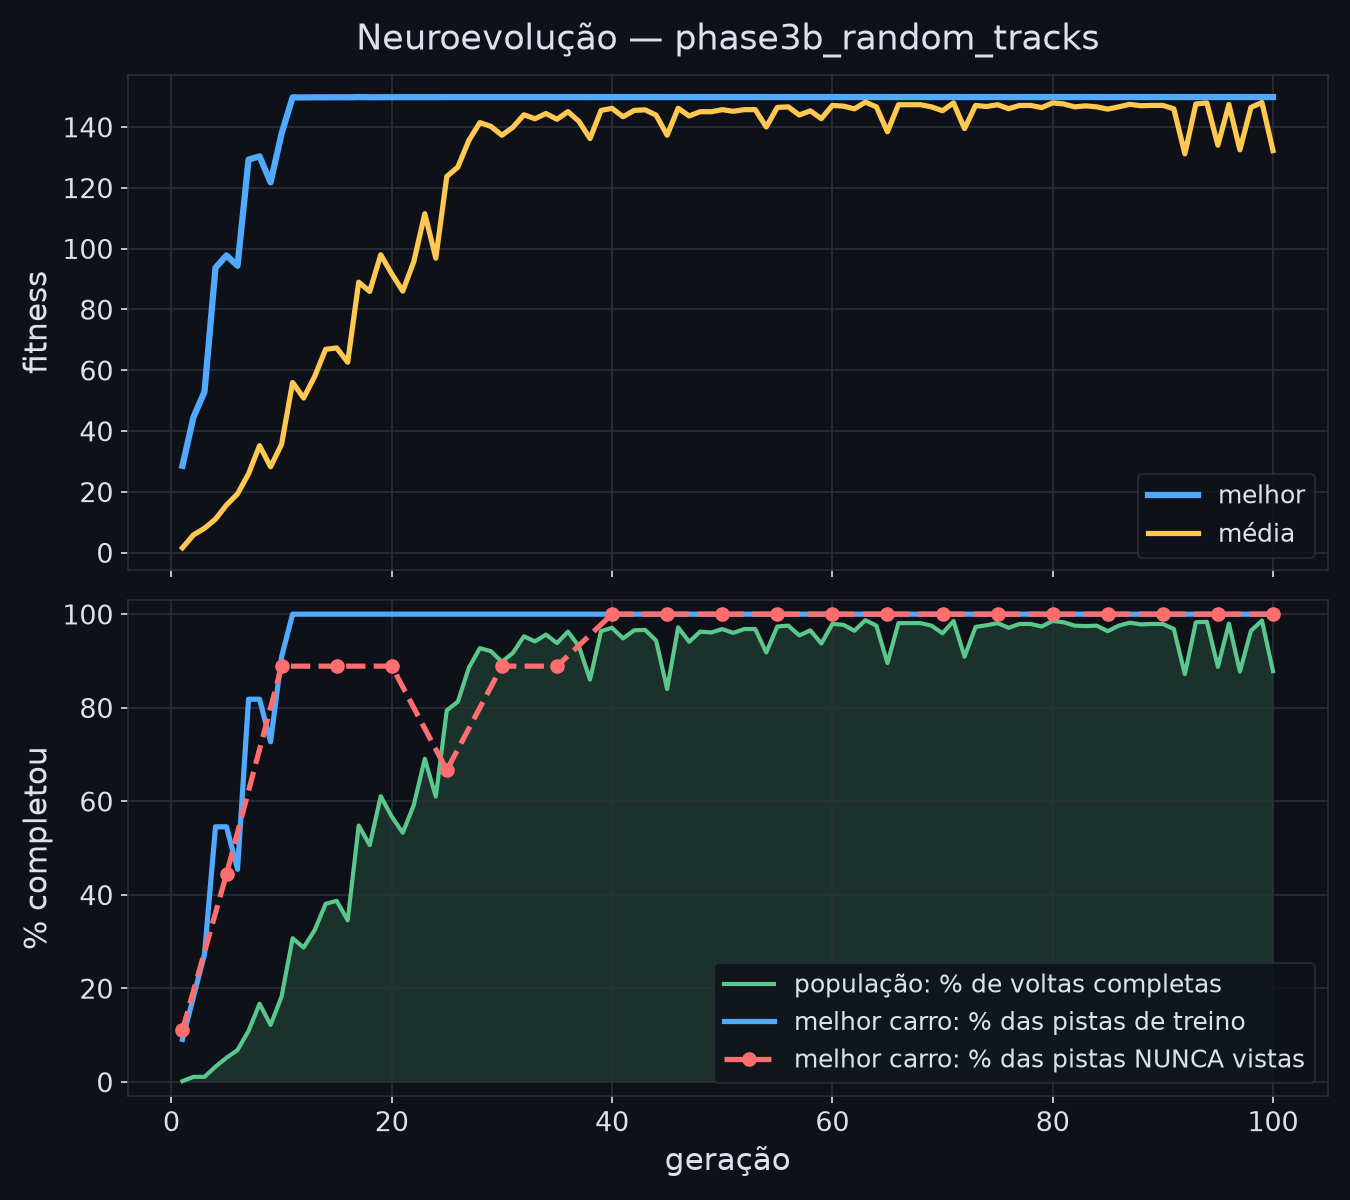 Neuroevolução — phase3b_random_tracks
140
120
100
80
60
40
20
0
fitness
melhor
média
100
80
60
40
20
0
% completou
população: % de voltas completas
melhor carro: % das pistas de treino
melhor carro: % das pistas NUNCA vistas
0 20 40 60 80 100
geração